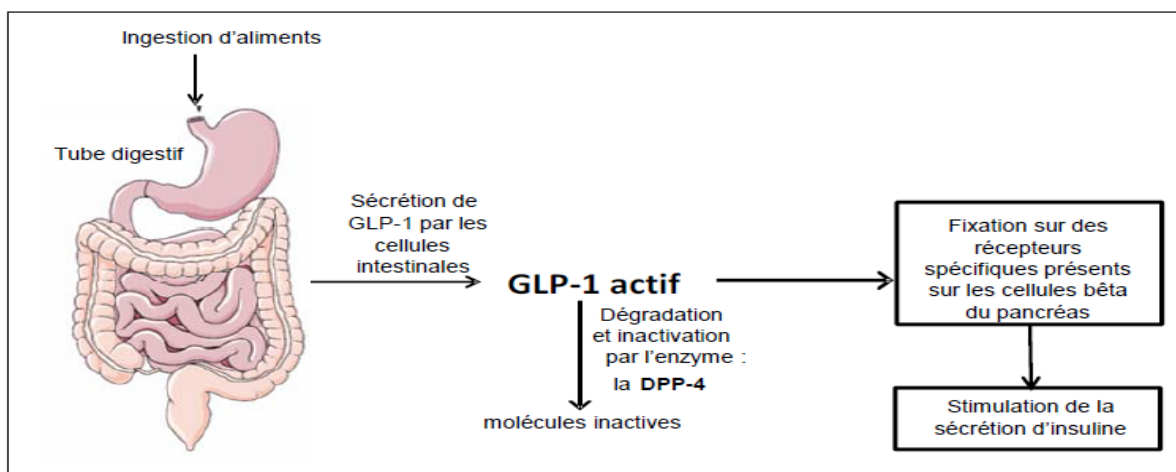 Ingestion d'aliments
Tube digestif
Sécrétion de
GLP-1 par les
cellules
intestinales
GLP-1 actif
Dégradation
et inactivation
par l'enzyme :
la DPP-4
molécules inactives
Fixation sur des
récepteurs
spécifiques présents
sur les cellules bêta
du pancréas
Stimulation de la
sécrétion d'insuline